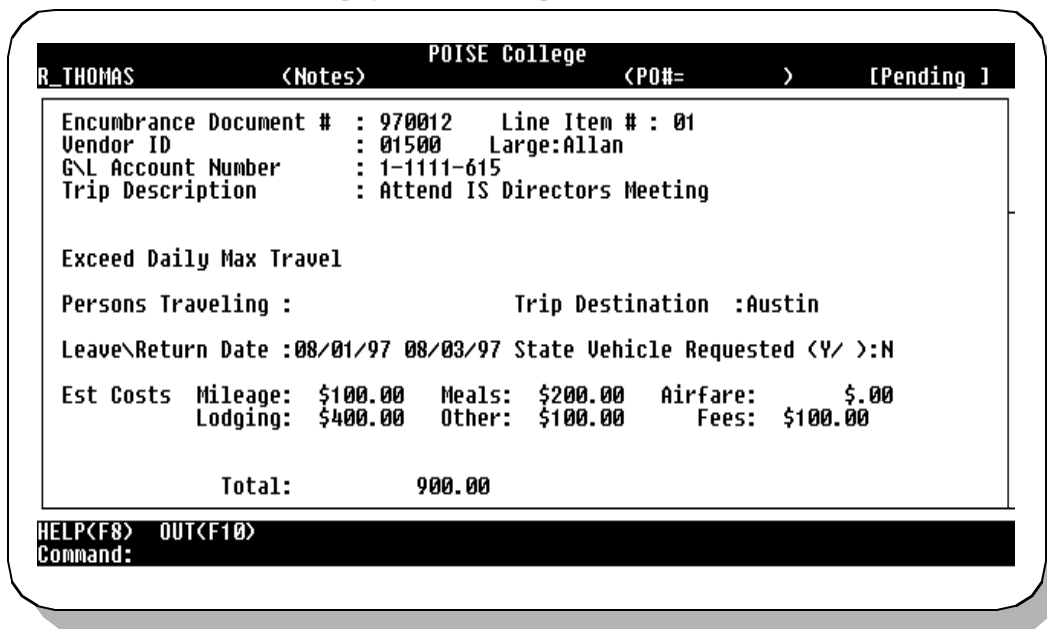 POISE College
R_THOMAS (Notes) (PO#= ) [Pending ]
Encumbrance Document # : 970012 Line Item # : 01
Vendor ID : 01500 Large:Allan
G\L Account Number : 1-1111-615
Trip Description : Attend IS Directors Meeting
Exceed Daily Max Travel
Persons Traveling : Trip Destination :Austin
Leave\Return Date :08/01/97 08/03/97 State Vehicle Requested (Y/ ):N
Est Costs Mileage: $100.00 Meals: $200.00 Airfare: $.00
Lodging: $400.00 Other: $100.00 Fees: $100.00
Total: 900.00
HELP(F8) OUT(F10)
Command: